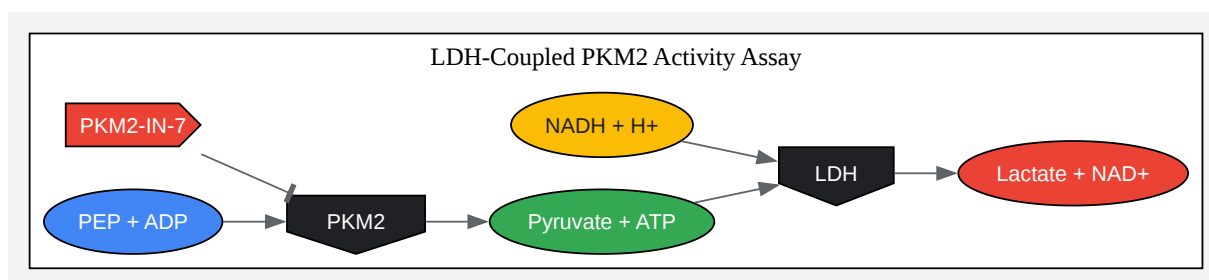 LDH-Coupled PKM2 Activity Assay
PKM2-IN-7
NADH + H+
LDH
Lactate + NAD+
PEP + ADP
PKM2
Pyruvate + ATP